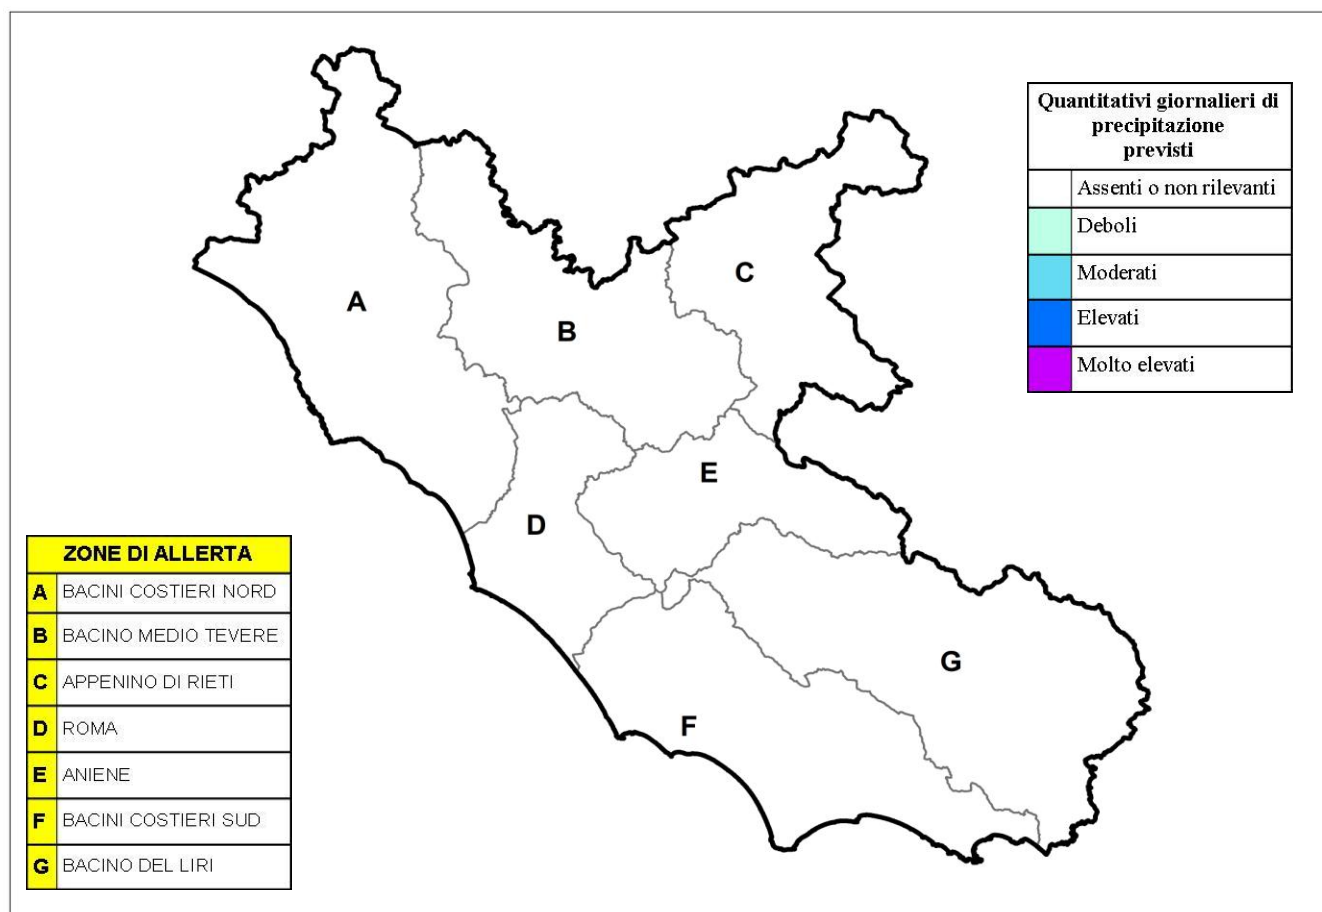 Quantitativi giornalieri di
precipitazione
previsti
Assenti o non rilevanti
Deboli
Moderati
Elevati
Molto elevati
A
B
C
D
E
F
G
ZONE DI ALLERTA
A BACINI COSTIERI NORD
B BACINO MEDIO TEVERE
C APPENINO DI RIETI
D ROMA
E ANIENE
F BACINI COSTIERI SUD
G BACINO DEL LIRI